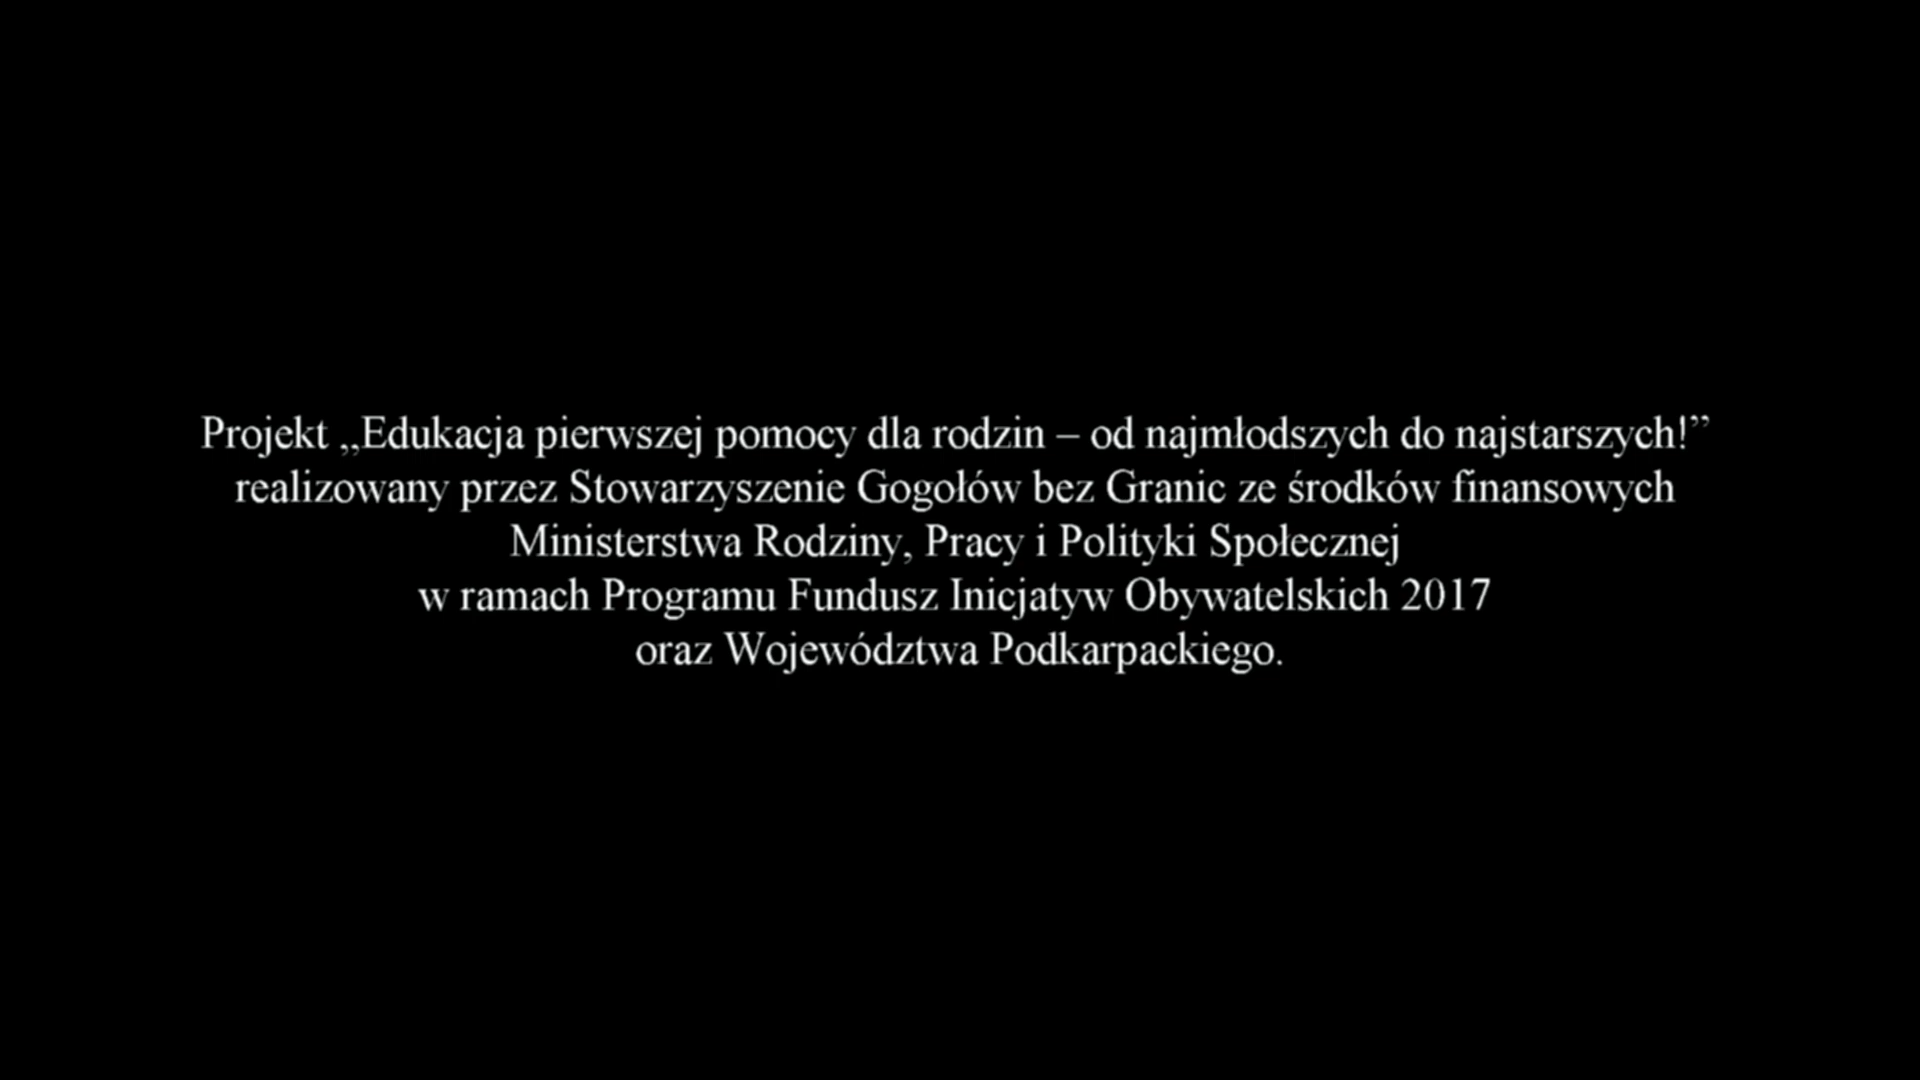 Projekt „Edukacja pierwszej pomocy dla rodzin – od najmłodszych do najstarszych!”
realizowany przez Stowarzyszenie Gogołów bez Granic ze środków finansowych
Ministerstwa Rodziny, Pracy i Polityki Społecznej
w ramach Programu Fundusz Inicjatyw Obywatelskich 2017
oraz Województwa Podkarpackiego.